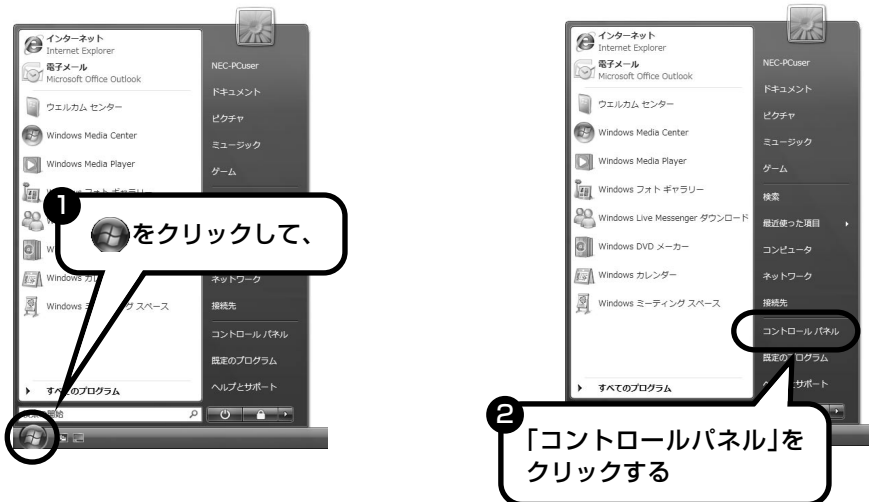 インターネット
Internet Explorer
電子メール
Microsoft Office Outlook
ウェルカム センター
Windows Media Center
Windows Media Player
すべてのプログラム
NEC-PCuser
ドキュメント
ピクチャ
ミュージック
ゲーム
ネットワーク
接続先
コントロール パネル
既定のプログラム
ヘルプとサポート
1
をクリックして、
インターネット
Internet Explorer
電子メール
Microsoft Office Outlook
ウェルカム センター
Windows Media Center
Windows Media Player
Windows フォト ギャラリー
Windows Live Messenger ダウンロード
Windows DVD メーカー
Windows カレンダー
Windows ミーティング スペース
すべてのプログラム
NEC-PCuser
ドキュメント
ピクチャ
ミュージック
ゲーム
検索
最近使った項目
コンピュータ
ネットワーク
接続先
コントロール パネル
既定のプログラム
2
「コントロールパネル」を
クリックする